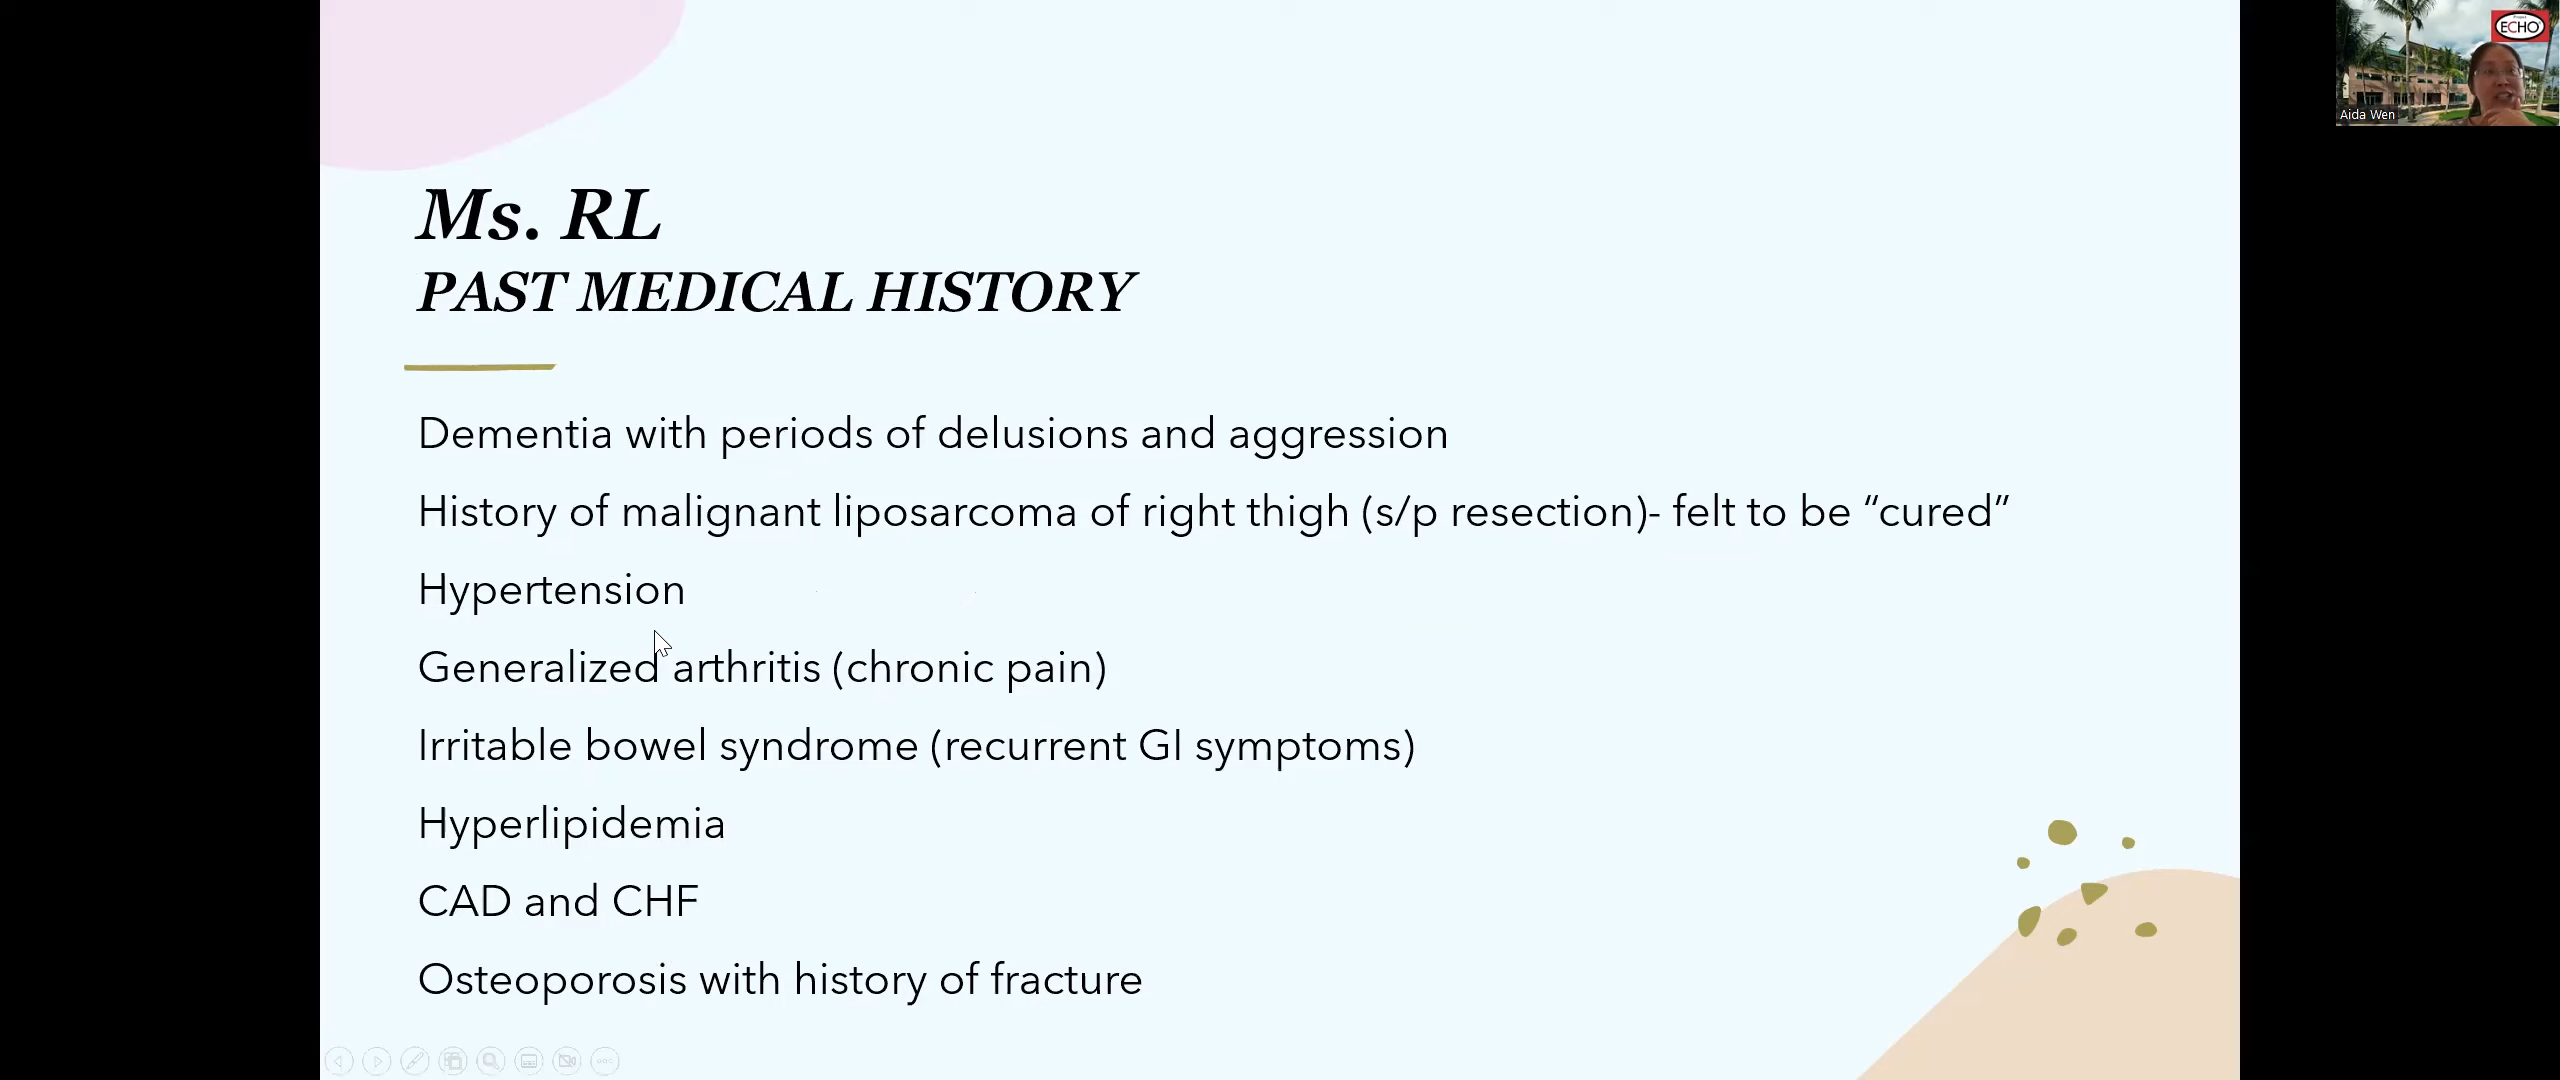 Ms. RL
PAST MEDICAL HISTORY
Dementia with periods of delusions and aggression
History of malignant liposarcoma of right thigh (s/p resection)- felt to be “cured”
Hypertension
Generalized arthritis (chronic pain)
Irritable bowel syndrome (recurrent GI symptoms)
Hyperlipidemia
CAD and CHF
Osteoporosis with history of fracture
ECHO
Aida Wen